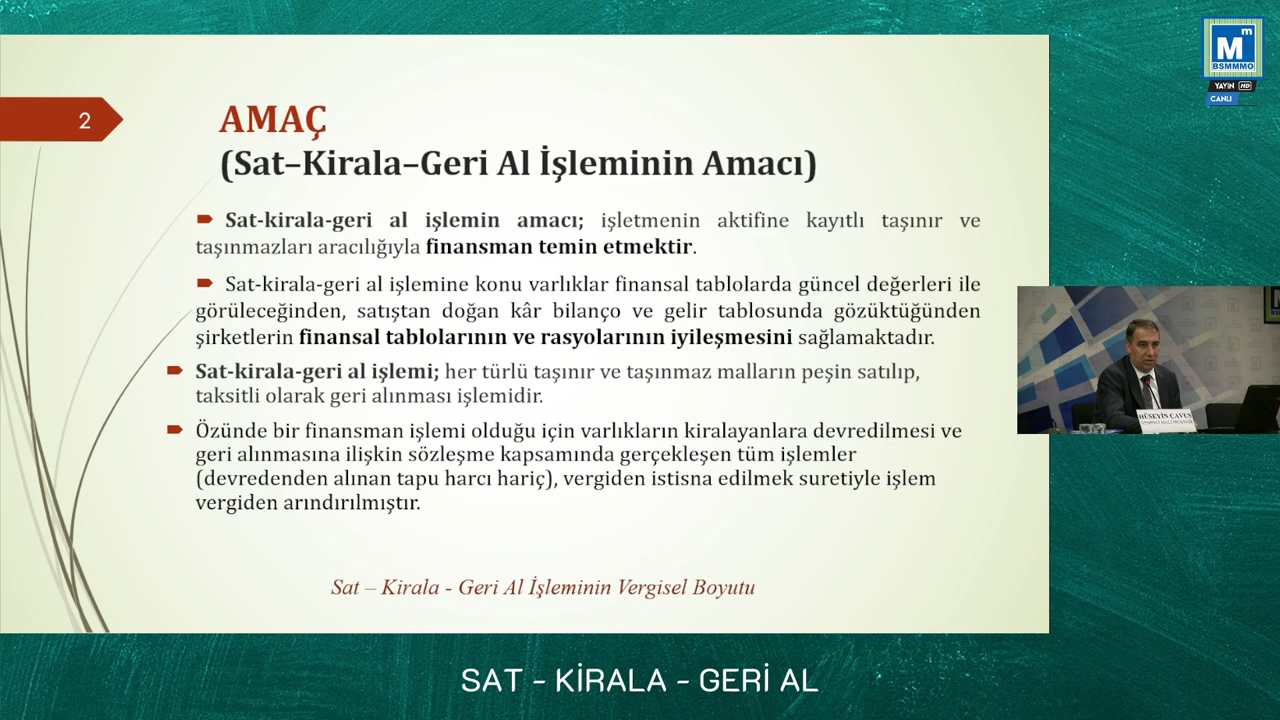 Mm
BSMMMO
YAYIN HD
CANLI
2
AMAÇ
(Sat–Kirala–Geri Al İşleminin Amacı)
Sat-kirala-geri al işlemin amacı; işletmenin aktifine kayıtlı taşınır ve
taşınmazları aracılığıyla finansman temin etmektir.
Sat-kirala-geri al işlemine konu varlıklar finansal tablolarda güncel değerleri ile
görüleceğinden, satıştan doğan kâr bilanço ve gelir tablosunda gözüktüğünden
şirketlerin finansal tablolarının ve rasyolarının iyileşmesini sağlamaktadır.
Sat-kirala-geri al işlemi; her türlü taşınır ve taşınmaz malların peşin satılıp,
taksitli olarak geri alınması işlemidir.
Özünde bir finansman işlemi olduğu için varlıkların kiralayanlara devredilmesi ve
geri alınmasına ilişkin sözleşme kapsamında gerçekleşen tüm işlemler
(devredenden alınan tapu harcı hariç), vergiden istisna edilmek suretiyle işlem
vergiden arındırılmıştır.
Sat – Kirala - Geri Al İşleminin Vergisel Boyutu
HÜSEYİN ÇAVUŞ
SAT - KİRALA - GERİ AL